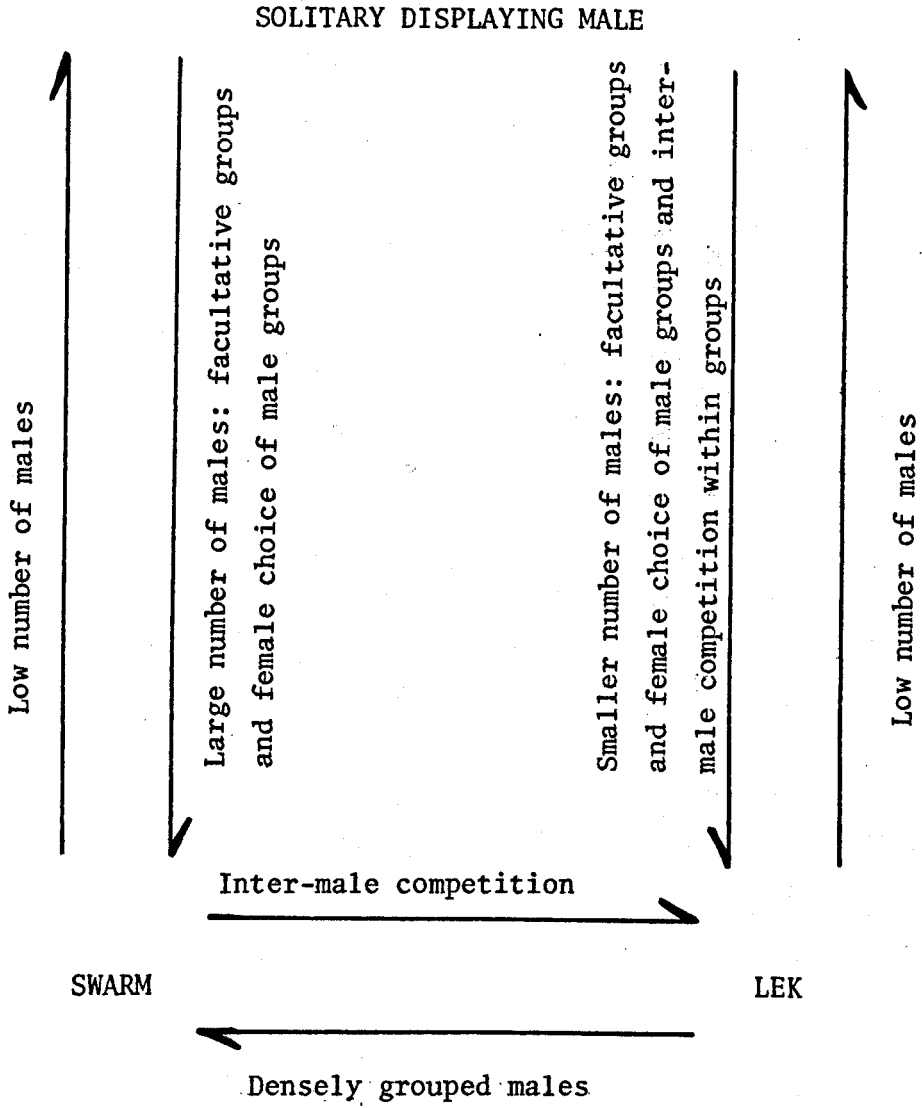 SOLITARY DISPLAYING MALE
Low number of males
Large number of males: facultative groups
and female choice of male groups
Smaller number of males: facultative groups
and female choice of male groups and inter-
male competition within groups
Low number of males
Inter-male competition
SWARM
LEK
Densely grouped males